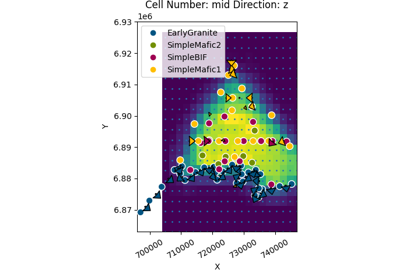 Cell Number: mid Direction: z
1e6
6.93
6.92
6.91
6.90
6.89
6.88
6.87
Y
EarlyGranite
SimpleMafic2
SimpleBIF
SimpleMafic1
700000
710000
720000
730000
740000
X